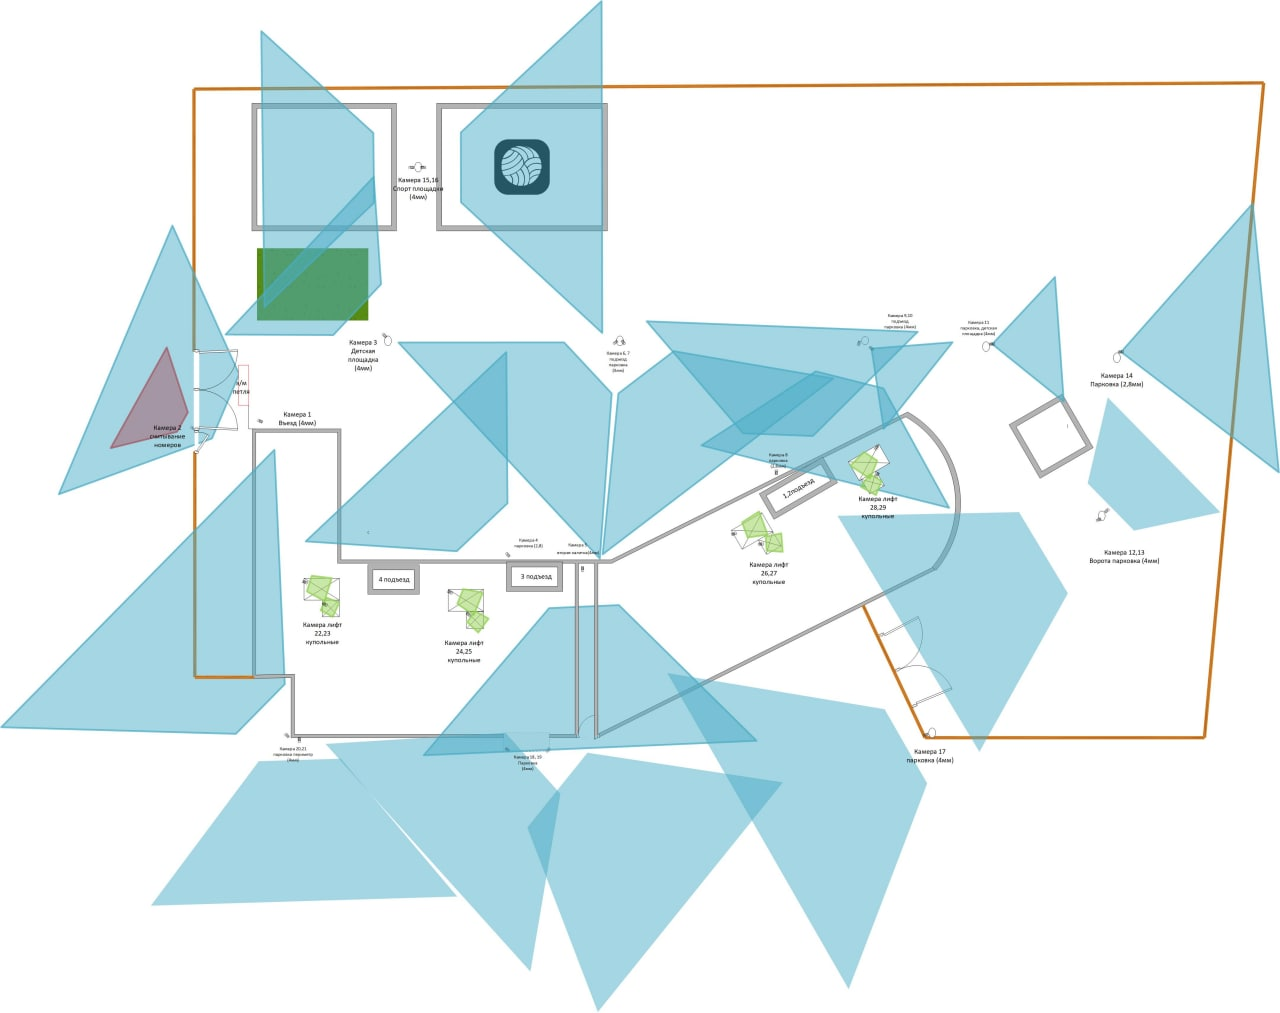 Камера 15,16
Спорт площадки
(4мм)
Камера 3
Детская
площадка
(4мм)
Камера 6, 7
подъезд
парковка
(4мм)
Камера 9,10
подъезд
парковка (4мм)
Камера 11
парковка, детская
площадка (4мм)
Камера 14
Парковка (2,8мм)
а/м
петля
Камера 1
Въезд (4мм)
Камера 2
считывание
номеров
Камера 8
парковка
1,2подъезд
Камера лифт
28,29
купольные
Камера 4
парковка (2,8)
Камера
вторая калитка(4мм)
4 подъезд
3 подъезд
Камера лифт
26,27
купольные
Камера 12,13
Ворота парковка (4мм)
Камера лифт
22,23
купольные
Камера лифт
24,25
купольные
Камера 20,21
парковка периметр
(4мм)
Камера 18, 19
Парковка
(4мм)
Камера 17
парковка (4мм)